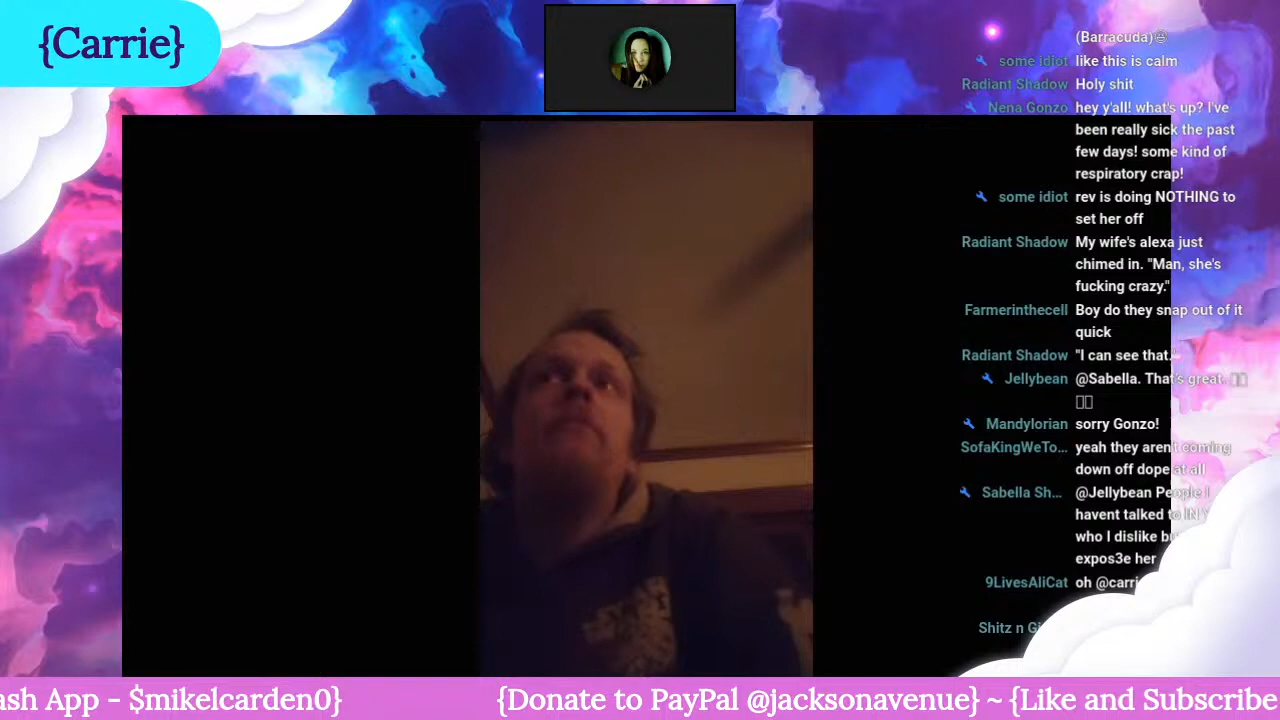 {Carrie}
(Barracuda)
some idiot like this is calm
Radiant Shadow Holy shit
Nena Gonzo hey y'all! what's up? I've
been really sick the past
few days! some kind of
respiratory crap!
some idiot rev is doing NOTHING to
set her off
Radiant Shadow My wife's alexa just
chimed in. "Man, she's
fucking crazy."
Farmerinthecell Boy do they snap out of it
quick
Radiant Shadow "I can see that."
Jellybean @Sabella. That's great.
Mandylorian sorry Gonzo!
SofaKingWeTo... yeah they aren't coming
down off dope at all
Sabella Sh... @Jellybean People I
havent talked to IN
who I dislike
expos3e her
9LivesAliCat oh
Shitz n
ash App - $mikelcarden0} {Donate to PayPal @jacksonavenue} ~ {Like and Subscribe